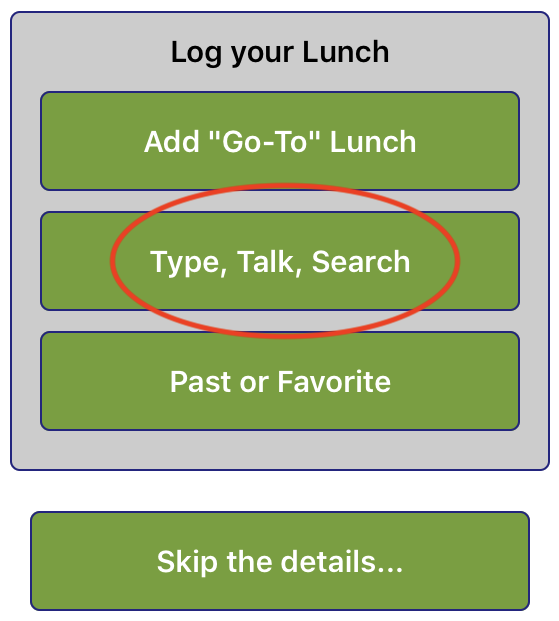 Log your Lunch
Add "Go-To" Lunch
Type, Talk, Search
Past or Favorite
Skip the details...